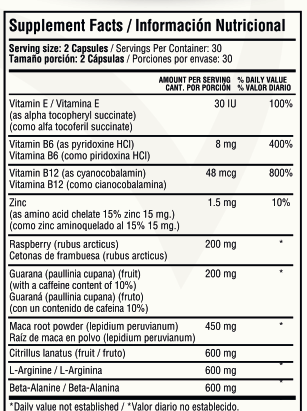 Supplement Facts / Información Nutricional
Serving size: 2 Capsules / Servings Per Container: 30
Tamaño porción: 2 Cápsulas / Porciones por envase: 30
AMOUNT PER SERVING % DAILY VALUE
CANT. POR PORCIÓN % VALOR DIARIO
Vitamin E / Vitamina E 30 IU 100%
(as alpha tocopheryl succinate)
(como alfa tocoferil succinato)
Vitamin B6 (as pyridoxine HCl) 8 mg 400%
Vitamina B6 (como piridoxina HCl)
Vitamin B12 (as cyanocobalamin) 48 mcg 800%
Vitamina B12 (como cianocobalamina)
Zinc 1.5 mg 10%
(as amino acid chelate 15% zinc 15 mg.)
(como zinc aminoquelado al 15% 15 mg.)
Raspberry (rubus arcticus) 200 mg *
Cetonas de frambuesa (rubus arcticus)
Guarana (paullinia cupana) (fruit) 200 mg *
(with a caffeine content of 10%)
Guaraná (paullinia cupana) (fruto)
(con un contenido de cafeina 10%)
Maca root powder (lepidium peruvianum) 450 mg *
Raíz de maca en polvo (lepidium peruvianum)
Citrillus lanatus (fruit / fruto) 600 mg
L-Arginine / L-Arginina 600 mg *
Beta-Alanine / Beta-Alanina 600 mg *
*Daily value not established / *Valor diario no establecido.